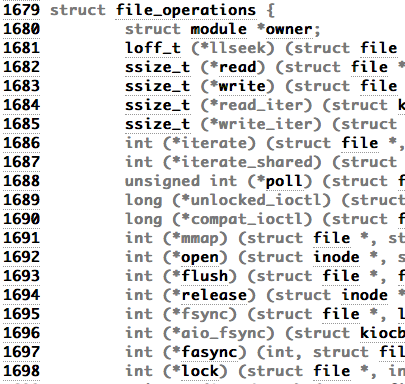 1679 struct file_operations {
1680 struct module *owner;
1681 loff_t (*llseek) (struct file
1682 ssize_t (*read) (struct file *
1683 ssize_t (*write) (struct file
1684 ssize_t (*read_iter) (struct k
1685 ssize_t (*write_iter) (struct
1686 int (*iterate) (struct file *,
1687 int (*iterate_shared) (struct
1688 unsigned int (*poll) (struct f
1689 long (*unlocked_ioctl) (struct
1690 long (*compat_ioctl) (struct f
1691 int (*mmap) (struct file *, st
1692 int (*open) (struct inode *, s
1693 int (*flush) (struct file *, f
1694 int (*release) (struct inode *
1695 int (*fsync) (struct file *, l
1696 int (*aio_fsync) (struct kiocb
1697 int (*fasync) (int, struct fil
1698 int (*lock) (struct file *, in